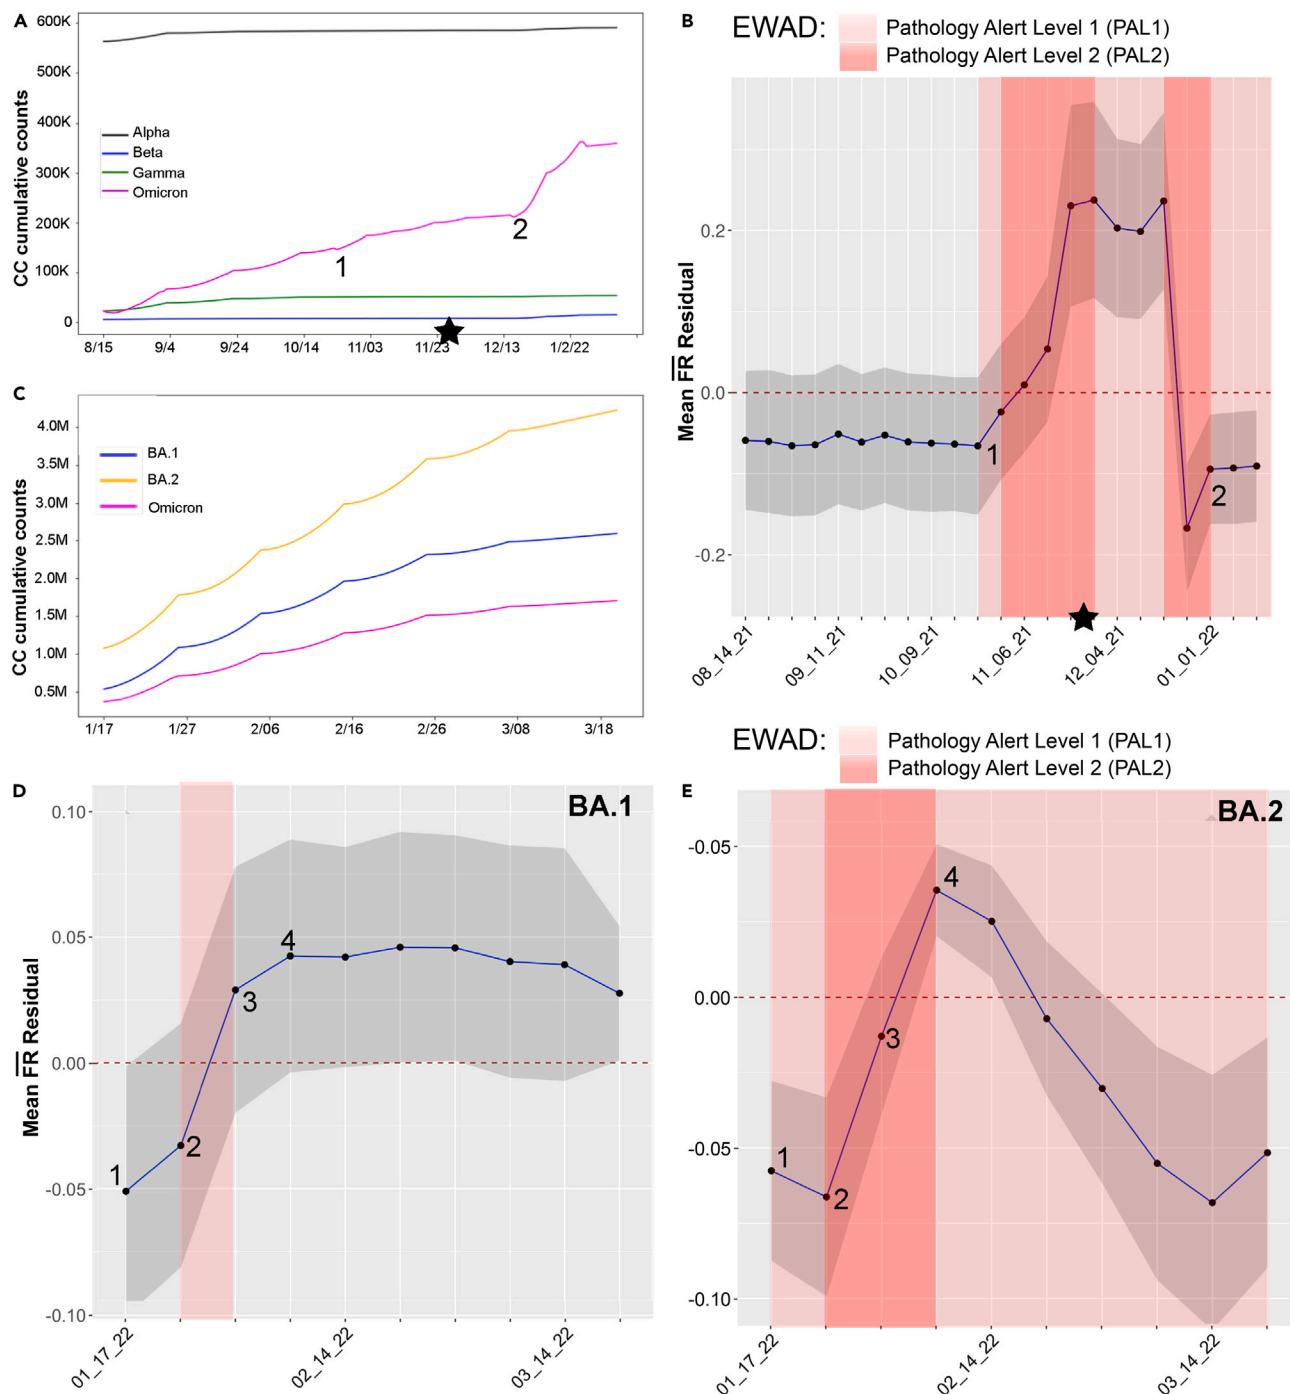 A
CC cumulative counts
600K
500K
400K
300K
200K
100K
0
Alpha
Beta
Gamma
Omicron
1
2
8/15 9/4 9/24 10/14 11/03 11/23 12/13 1/2/22
B
EWAD:
Pathology Alert Level 1 (PAL1)
Pathology Alert Level 2 (PAL2)
Mean FR Residual
0.2
0.0
-0.2
1
2
08_14_21 09_11_21 10_09_21 11_06_21 12_04_21 01_01_22
C
CC cumulative counts
4.0M
3.5M
3.0M
2.5M
2.0M
1.5M
1.0M
0.5M
BA.1
BA.2
Omicron
1/17 1/27 2/06 2/16 2/26 3/08 3/18
D
BA.1
Mean FR Residual
0.10
0.05
0.00
-0.05
-0.10
1
2
3
4
01_17_22 02_14_22 03_14_22
EWAD:
Pathology Alert Level 1 (PAL1)
Pathology Alert Level 2 (PAL2)
E
BA.2
-0.05
0.00
-0.05
-0.10
1
2
3
4
01_17_22 02_14_22 03_14_22